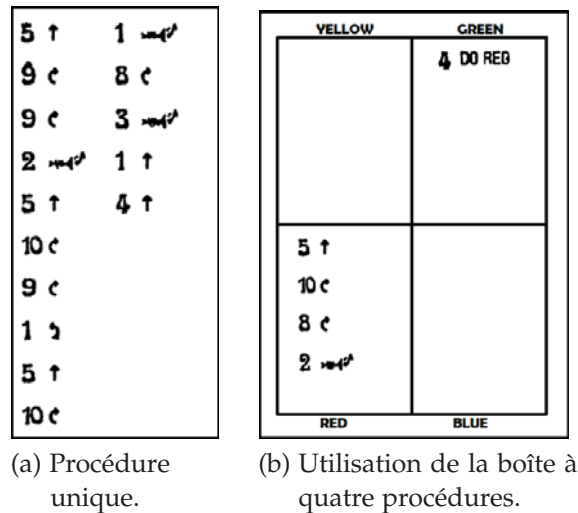 5 ↑
9 ↱
9 ↱
2
5 ↑
10 ↱
9 ↱
1 ↰
5 ↑
10 ↱
1
8 ↱
3
1 ↑
4 ↑
(a) Procédure
unique.
YELLOW GREEN
4 DO RED
5 ↑
10 ↱
8 ↱
2
RED BLUE
(b) Utilisation de la boîte à
quatre procédures.